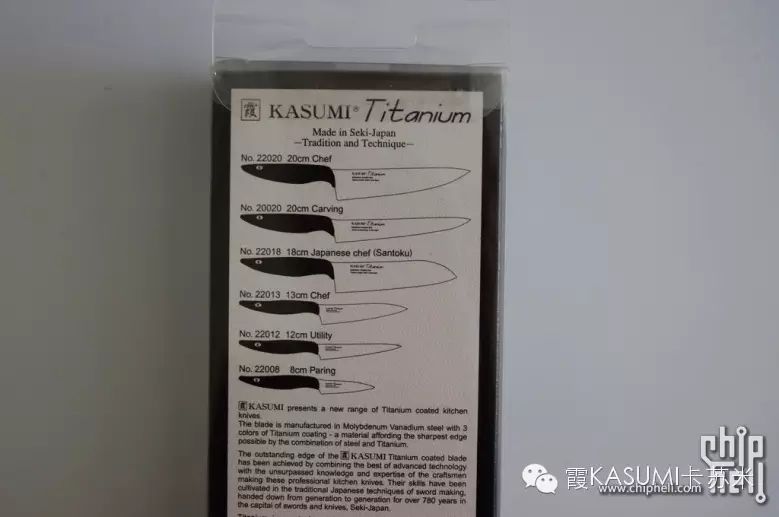 霞 KASUMI® Titanium
Made in Seki-Japan
—Tradition and Technique—
No. 22020 20cm Chef
No. 20020 20cm Carving
No. 22018 18cm Japanese chef (Santoku)
No. 22013 13cm Chef
No. 22012 12cm Utility
No. 22008 8cm Paring
霞 KASUMI presents a new range of Titanium coated kitchen
knives.
The blade is manufactured in Molybdenum Vanadium steel with 3
colors of Titanium coating - a material affording the sharpest edge
possible by the combination of steel and Titanium.
The outstanding edge of the 霞 KASUMI Titanium coated blade
has been achieved by combining the best of advanced technology
with the unsurpassed knowledge and expertise of the craftsmen
making these professional kitchen knives. Their skills have been
cultivated in the traditional Japanese techniques of sword making,
handed down from generation to generation for over 780 years in
the capital of swords and knives, Seki-Japan.
霞KASUMI卡苏米
chip hell
www.chiphell.com